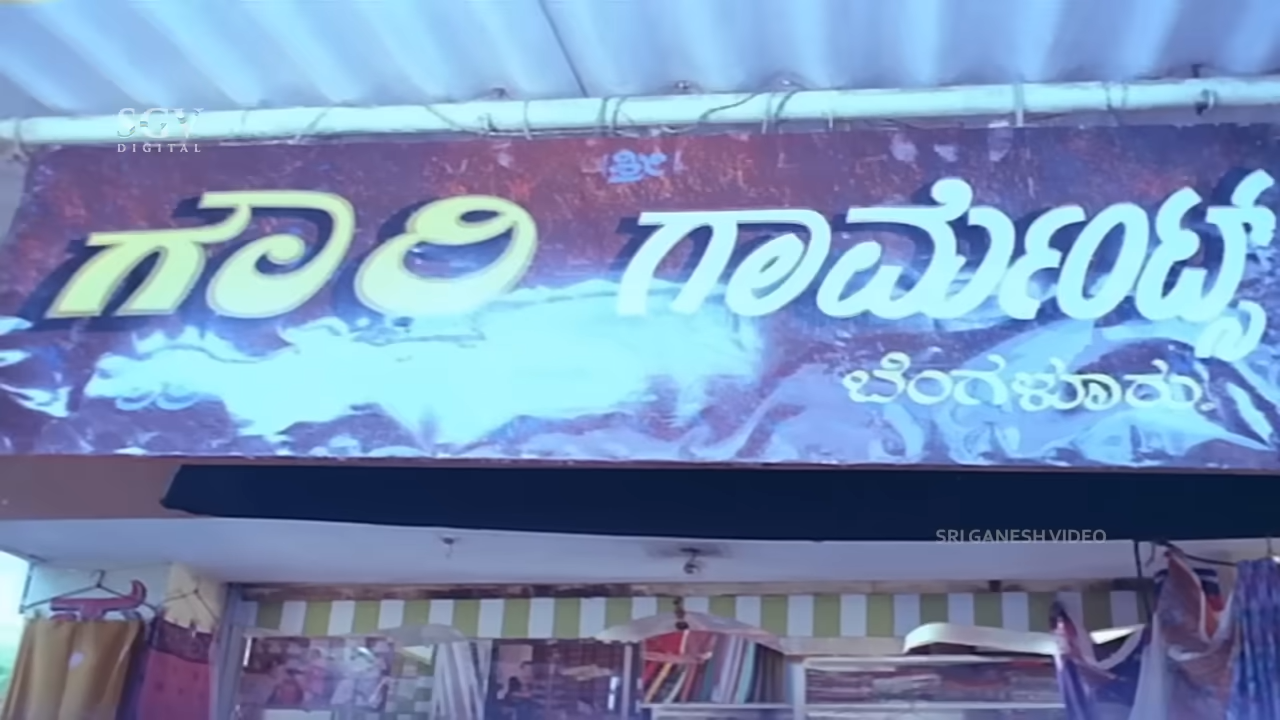 SGV
DIGITAL
ಶ್ರೀ
ಗೌರಿ ಗಾರ್ಮೆಂಟ್ಸ್
ಬೆಂಗಳೂರು.
SRI GANESH VIDEO